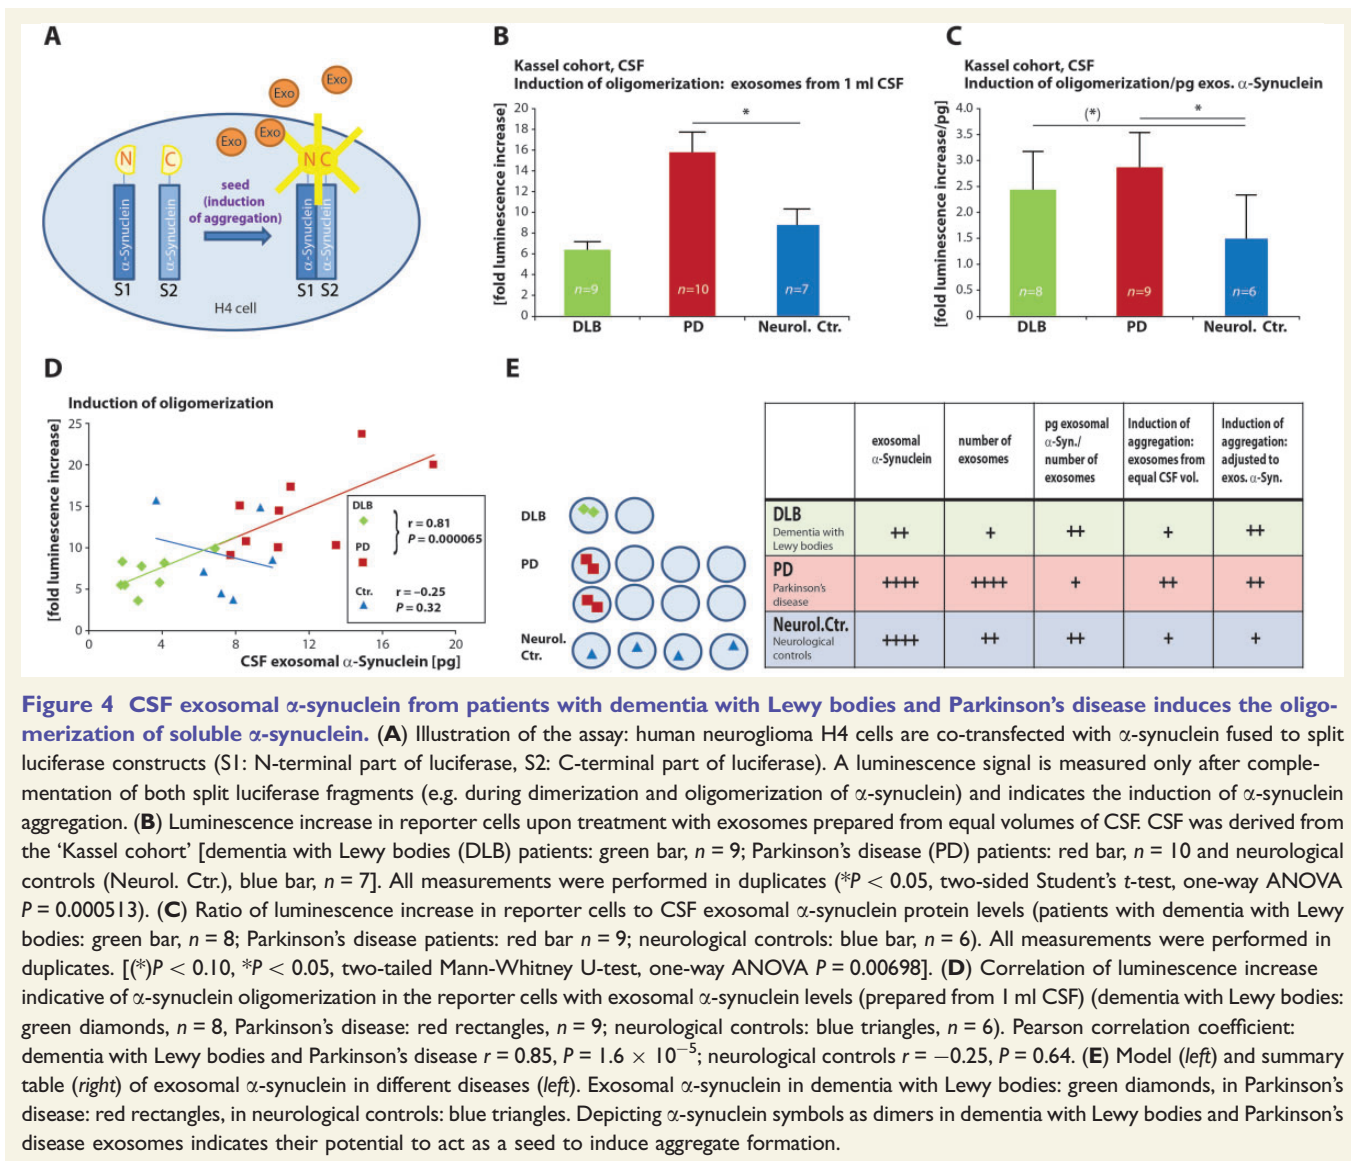 A
Exo
Exo
Exo
Exo
N
C
N C
seed
(induction
of aggregation)
α-Synuclein
α-Synuclein
α-Synuclein
α-Synuclein
S1
S2
S1 S2
H4 cell
B
Kassel cohort, CSF
Induction of oligomerization: exosomes from 1 ml CSF
[fold luminescence increase]
20
18
16
14
12
10
8
6
4
2
0
*
n=9
n=10
n=7
DLB
PD
Neurol. Ctr.
C
Kassel cohort, CSF
Induction of oligomerization/pg exos. α-Synuclein
[fold luminescence increase/pg]
4.0
3.5
3.0
2.5
2.0
1.5
1.0
0.5
0
(*)
*
n=8
n=9
n=6
DLB
PD
Neurol. Ctr.
D
Induction of oligomerization
[fold luminescence increase]
25
20
15
10
5
0
0
4
8
12
16
20
CSF exosomal α-Synuclein [pg]
DLB
PD
r = 0.81
P = 0.000065
Ctr.
r = –0.25
P = 0.32
E
DLB
PD
Neurol.
Ctr.
exosomal
α-Synuclein
number of
exosomes
pg exosomal
α-Syn./
number of
exosomes
Induction of
aggregation:
exosomes from
equal CSF vol.
Induction of
aggregation:
adjusted to
exos. α-Syn.
DLB
Dementia with
Lewy bodies
++
+
++
+
++
PD
Parkinson's
disease
++++
++++
+
++
++
Neurol.Ctr.
Neurological
controls
++++
++
++
+
+
Figure 4 CSF exosomal α-synuclein from patients with dementia with Lewy bodies and Parkinson's disease induces the oligo-
merization of soluble α-synuclein. (A) Illustration of the assay: human neuroglioma H4 cells are co-transfected with α-synuclein fused to split
luciferase constructs (S1: N-terminal part of luciferase, S2: C-terminal part of luciferase). A luminescence signal is measured only after comple-
mentation of both split luciferase fragments (e.g. during dimerization and oligomerization of α-synuclein) and indicates the induction of α-synuclein
aggregation. (B) Luminescence increase in reporter cells upon treatment with exosomes prepared from equal volumes of CSF. CSF was derived from
the 'Kassel cohort' [dementia with Lewy bodies (DLB) patients: green bar, n = 9; Parkinson's disease (PD) patients: red bar, n = 10 and neurological
controls (Neurol. Ctr.), blue bar, n = 7]. All measurements were performed in duplicates (*P < 0.05, two-sided Student's t-test, one-way ANOVA
P = 0.000513). (C) Ratio of luminescence increase in reporter cells to CSF exosomal α-synuclein protein levels (patients with dementia with Lewy
bodies: green bar, n = 8; Parkinson's disease patients: red bar n = 9; neurological controls: blue bar, n = 6). All measurements were performed in
duplicates. [(*)P < 0.10, *P < 0.05, two-tailed Mann-Whitney U-test, one-way ANOVA P = 0.00698]. (D) Correlation of luminescence increase
indicative of α-synuclein oligomerization in the reporter cells with exosomal α-synuclein levels (prepared from 1 ml CSF) (dementia with Lewy bodies:
green diamonds, n = 8, Parkinson's disease: red rectangles, n = 9; neurological controls: blue triangles, n = 6). Pearson correlation coefficient:
dementia with Lewy bodies and Parkinson's disease r = 0.85, P = 1.6 × 10⁻⁵; neurological controls r = −0.25, P = 0.64. (E) Model (left) and summary
table (right) of exosomal α-synuclein in different diseases (left). Exosomal α-synuclein in dementia with Lewy bodies: green diamonds, in Parkinson's
disease: red rectangles, in neurological controls: blue triangles. Depicting α-synuclein symbols as dimers in dementia with Lewy bodies and Parkinson's
disease exosomes indicates their potential to act as a seed to induce aggregate formation.